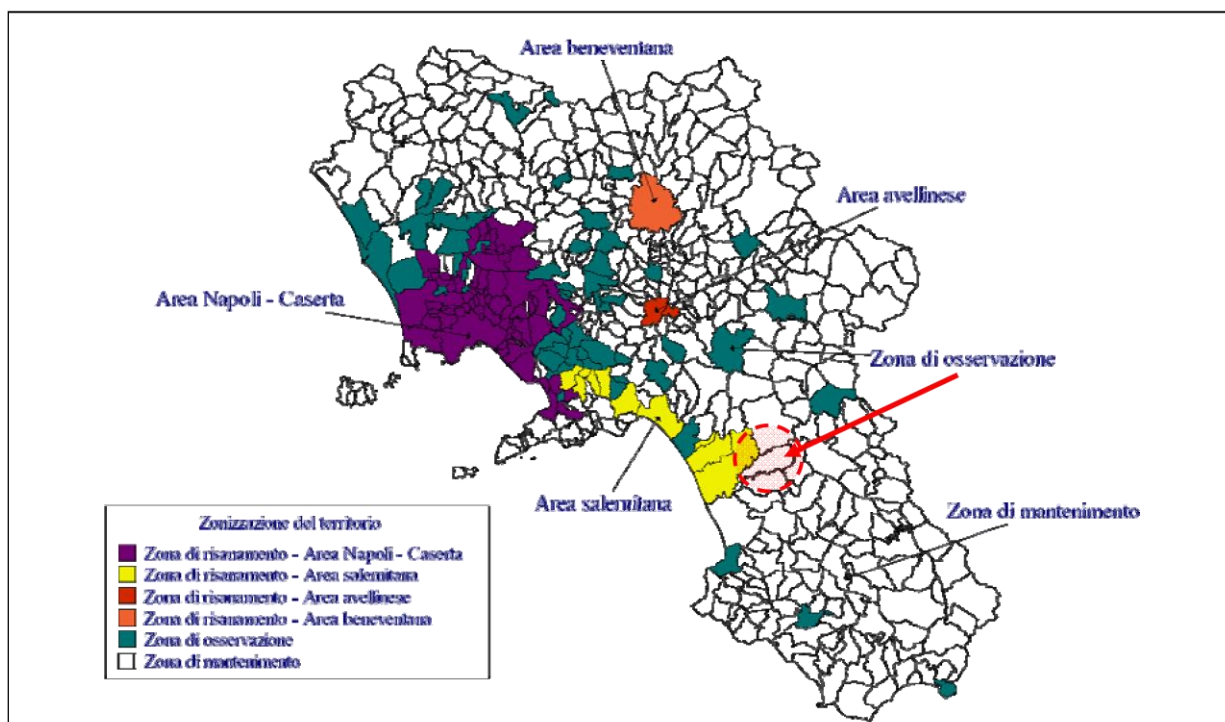 Area beneventana
Area avellinese
Area Napoli - Caserta
Zona di osservazione
Area salernitana
Zona di mantenimento
Zonizzazione del territorio
Zona di risanamento - Area Napoli - Caserta
Zona di risanamento - Area salernitana
Zona di risanamento - Area avellinese
Zona di risanamento - Area beneventana
Zona di osservazione
Zona di mantenimento